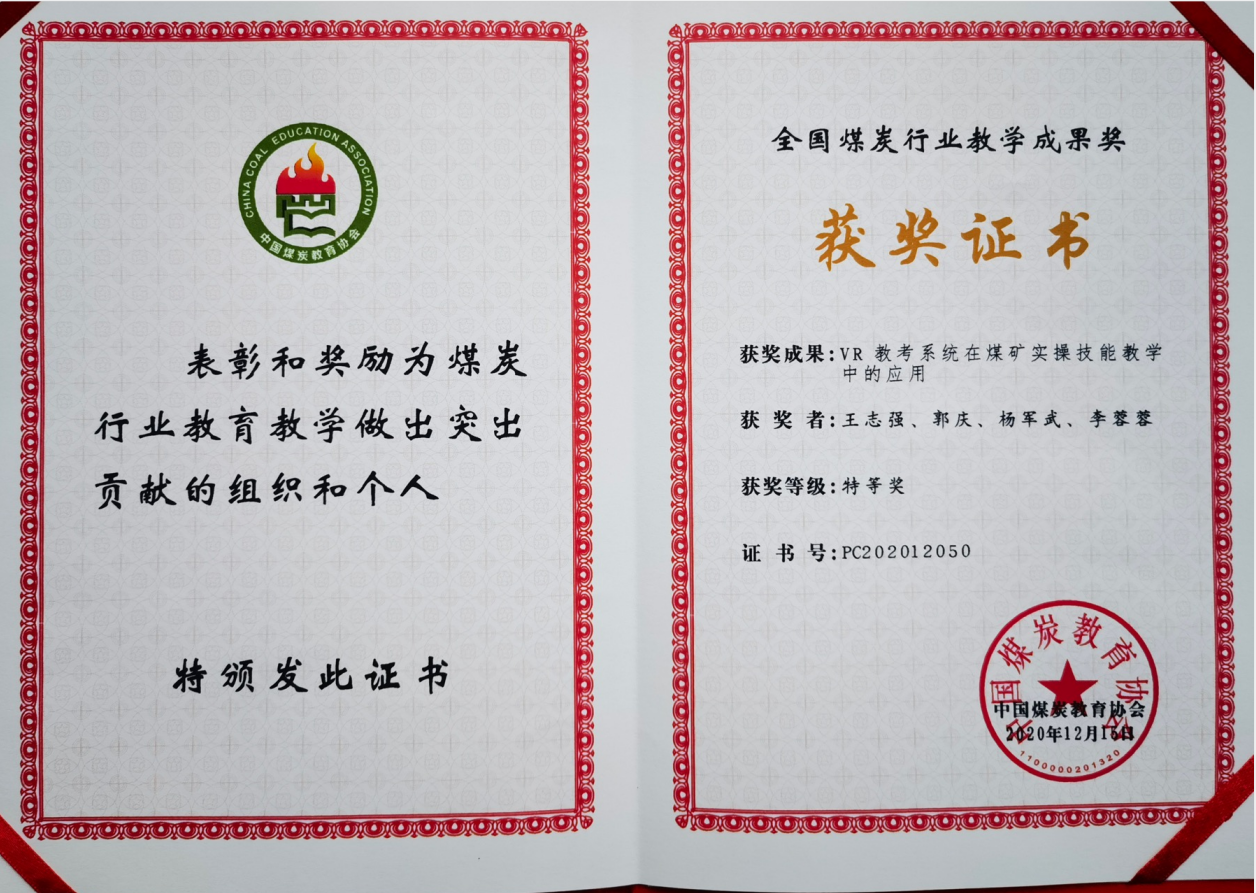 CHINA COAL EDUCATION ASSOCIATION
中国煤炭教育协会
表彰和奖励为煤炭
行业教育教学做出突出
贡献的组织和个人
特颁发此证书
全国煤炭行业教学成果奖
获奖证书
获奖成果:VR 教考系统在煤矿实操技能教学
中的应用
获 奖 者:王志强、郭庆、杨军武、李蓉蓉
获奖等级:特等奖
证 书 号:PC202012050
中国煤炭教育协会
中国煤炭教育协会
2020年12月15日
1100000201320